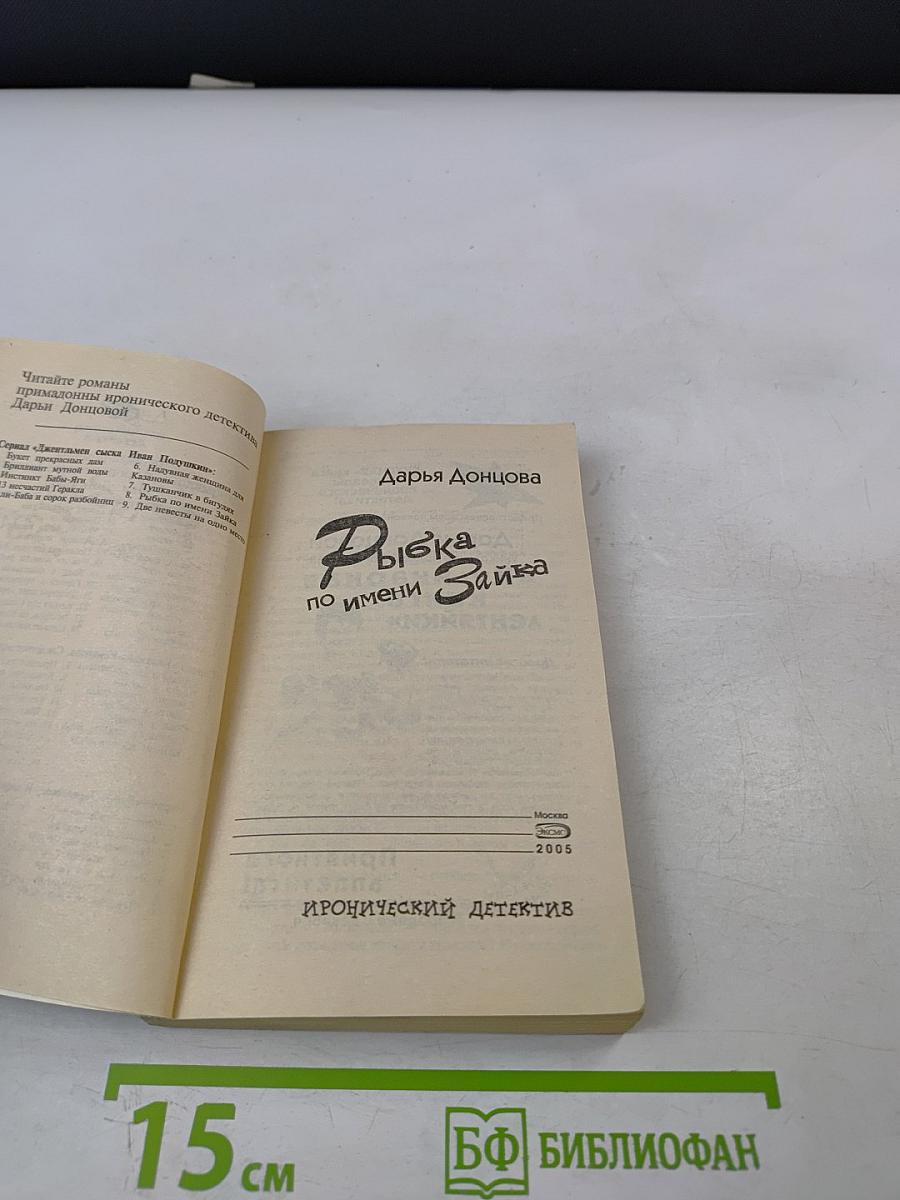 Читайте романы
примадонны иронического детектива
Дарьи Донцовой
Сериал «Джентльмен сыска Иван Подушкин»:
Букет прекрасных дам
Бриллиант мутной воды
Инстинкт Бабы-Яги
13 несчастий Геракла
ли-Баба и сорок разбойниц
6. Надувная женщина для
Казановы
7. Тушканчик в бигудях
8. Рыбка по имени Зайка
9. Две невесты на одно место
Дарья Донцова
Рыбка
по имени Зайка
Москва
ЭКСМО
2005
ИРОНИЧЕСКИЙ ДЕТЕКТИВ
15 см
БФ БИБЛИОФАН